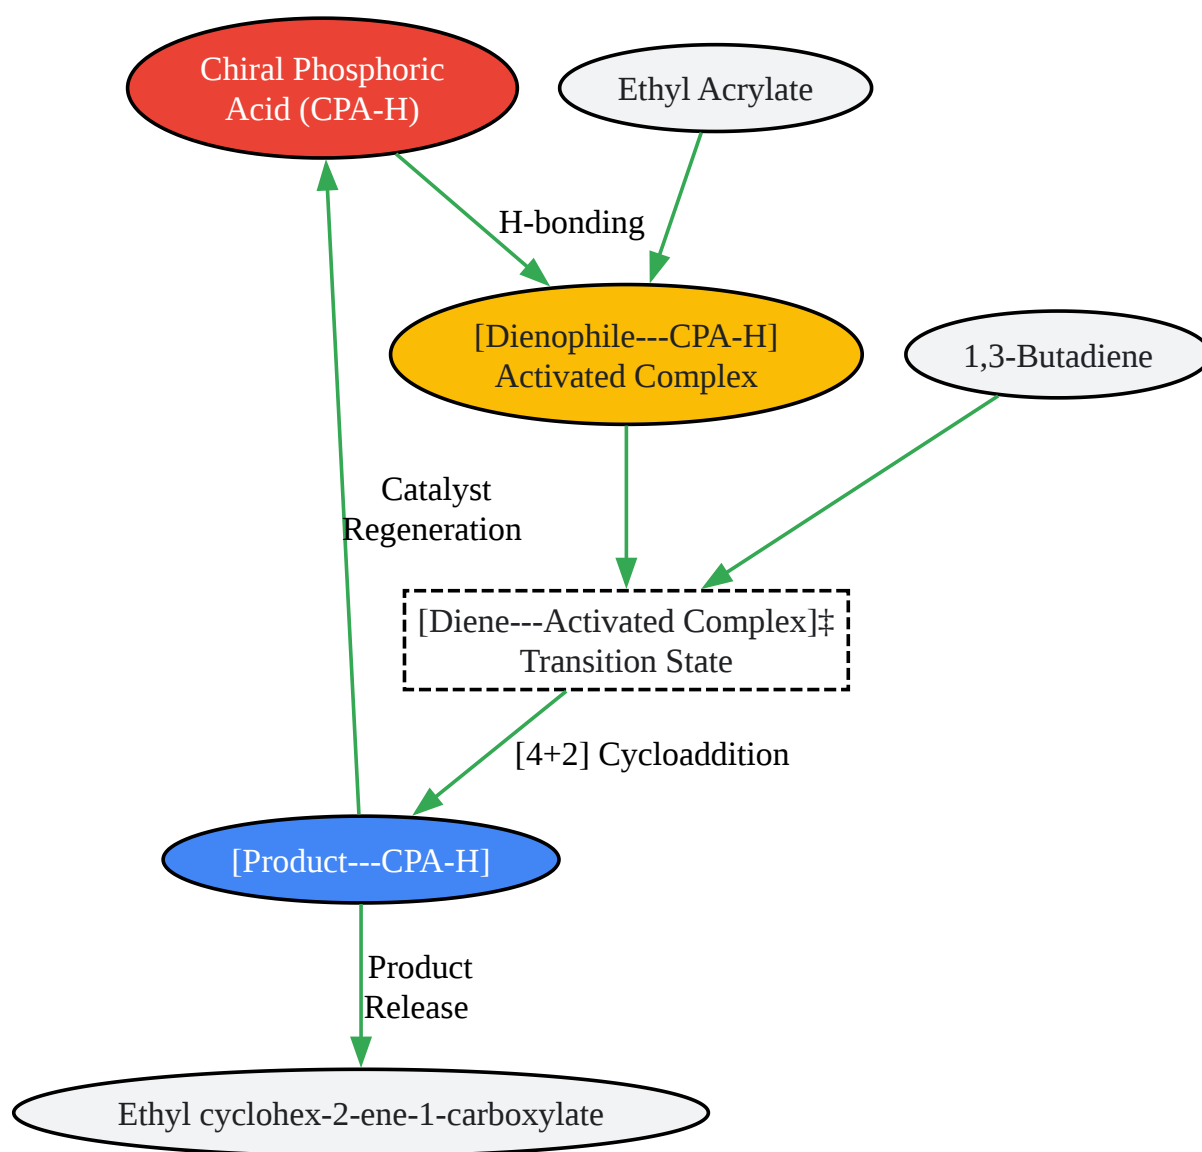 Chiral Phosphoric
Acid (CPA-H)
Ethyl Acrylate
H-bonding
[Dienophile---CPA-H]
Activated Complex
1,3-Butadiene
Catalyst
Regeneration
[Diene---Activated Complex]‡
Transition State
[4+2] Cycloaddition
[Product---CPA-H]
Product
Release
Ethyl cyclohex-2-ene-1-carboxylate